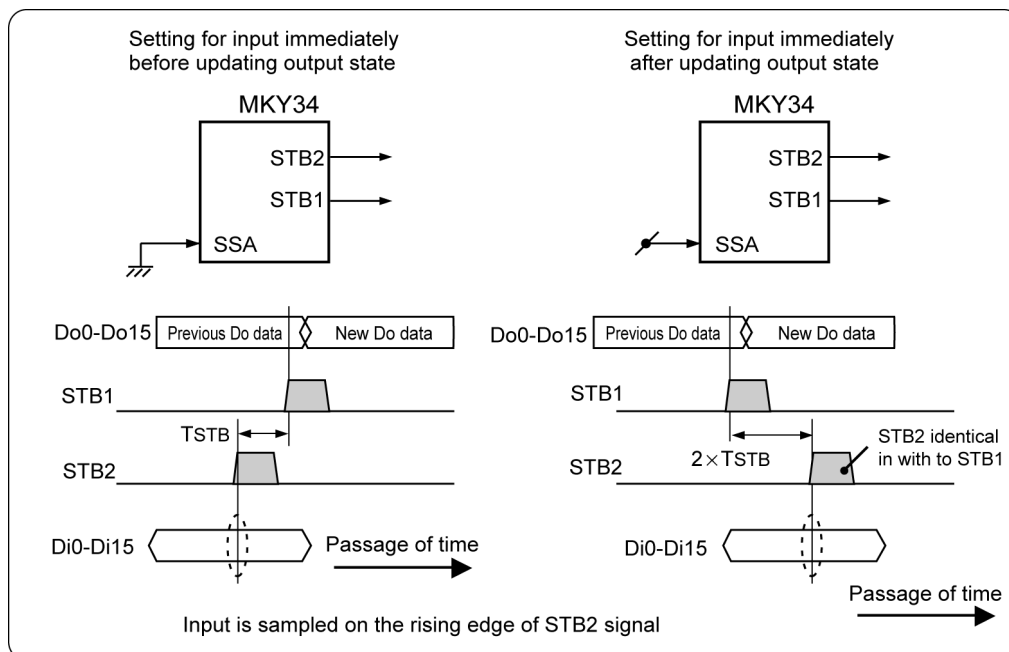 Setting for input immediately
before updating output state
MKY34
STB2
STB1
SSA
Do0-Do15
Previous Do data
New Do data
STB1
TSTB
STB2
Di0-Di15
Passage of time
Setting for input immediately
after updating output state
MKY34
STB2
STB1
SSA
Do0-Do15
Previous Do data
New Do data
STB1
2×TSTB
STB2 identical
in with to STB1
STB2
Di0-Di15
Passage of time
Input is sampled on the rising edge of STB2 signal